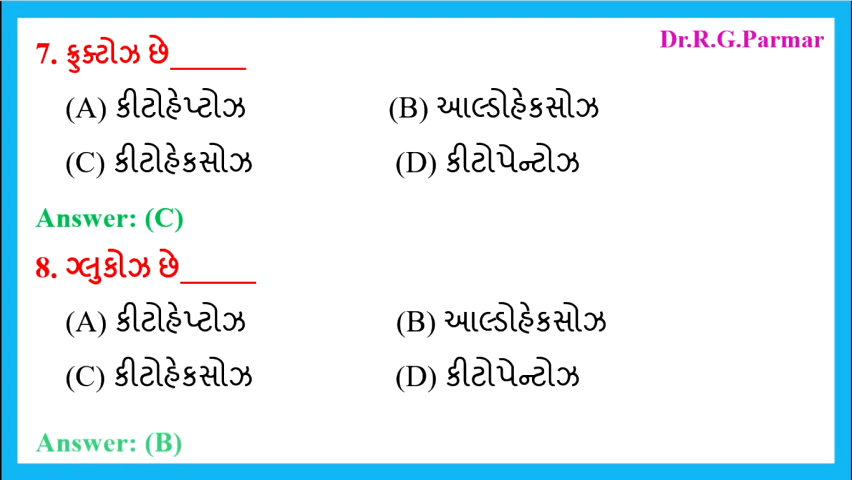 Dr.R.G.Parmar
7. ફ્રુક્ટોઝ છે_____
(A) કીટોહેપ્ટોઝ (B) આલ્ડોહેકસોઝ
(C) કીટોહેકસોઝ (D) કીટોપેન્ટોઝ
Answer: (C)
8. ગ્લુકોઝ છે_____
(A) કીટોહેપ્ટોઝ (B) આલ્ડોહેકસોઝ
(C) કીટોહેકસોઝ (D) કીટોપેન્ટોઝ
Answer: (B)